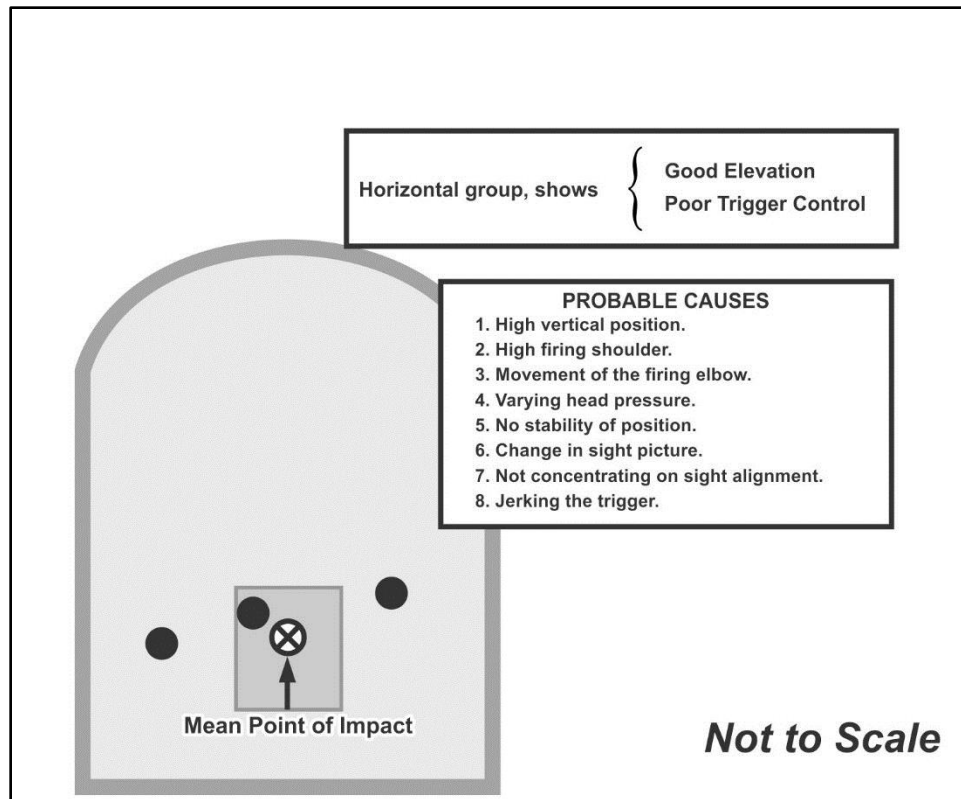 Horizontal group, shows
Good Elevation
Poor Trigger Control
PROBABLE CAUSES
1. High vertical position.
2. High firing shoulder.
3. Movement of the firing elbow.
4. Varying head pressure.
5. No stability of position.
6. Change in sight picture.
7. Not concentrating on sight alignment.
8. Jerking the trigger.
Mean Point of Impact
Not to Scale